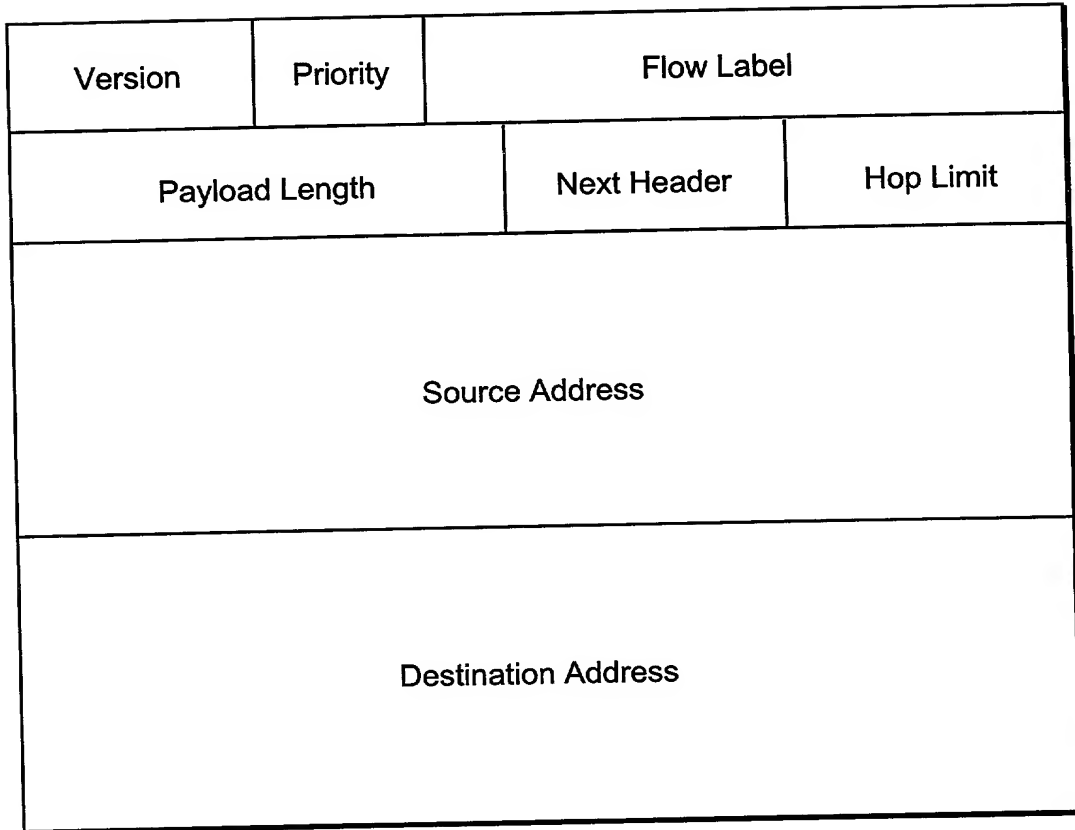 Version Priority Flow Label
Payload Length Next Header Hop Limit
Source Address
Destination Address